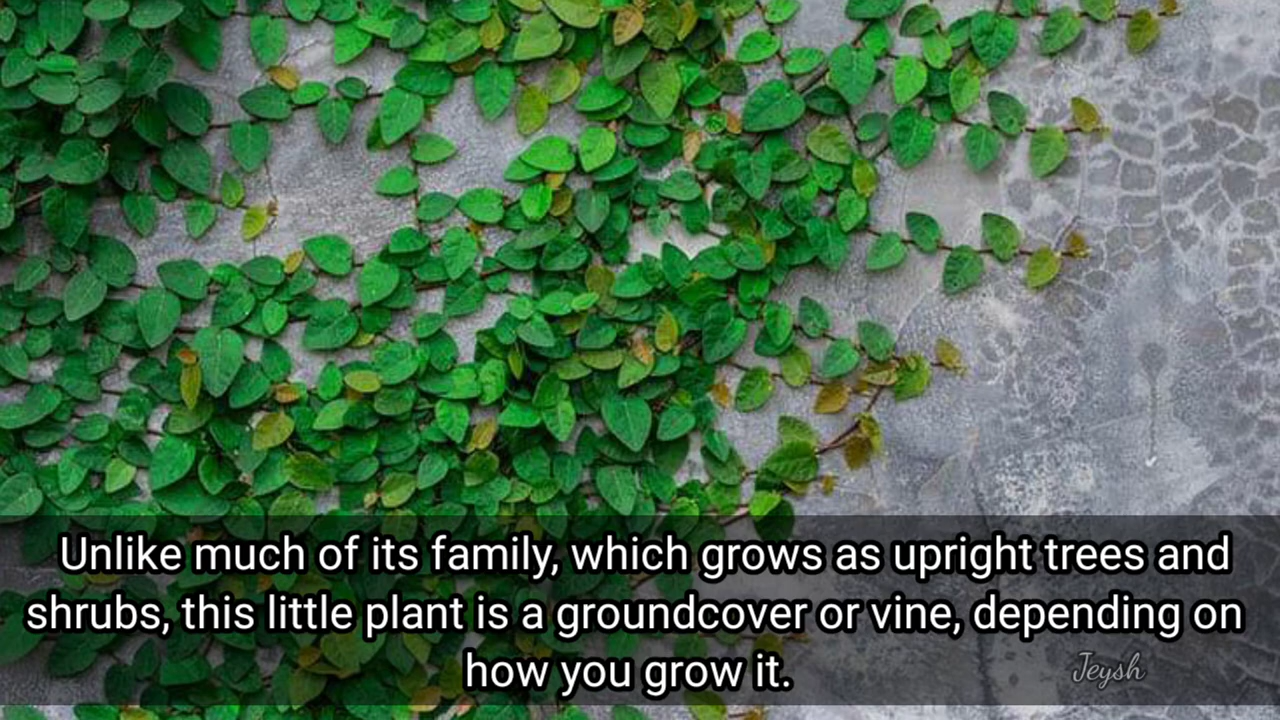 Unlike much of its family, which grows as upright trees and
shrubs, this little plant is a groundcover or vine, depending on
how you grow it.
Jeysh